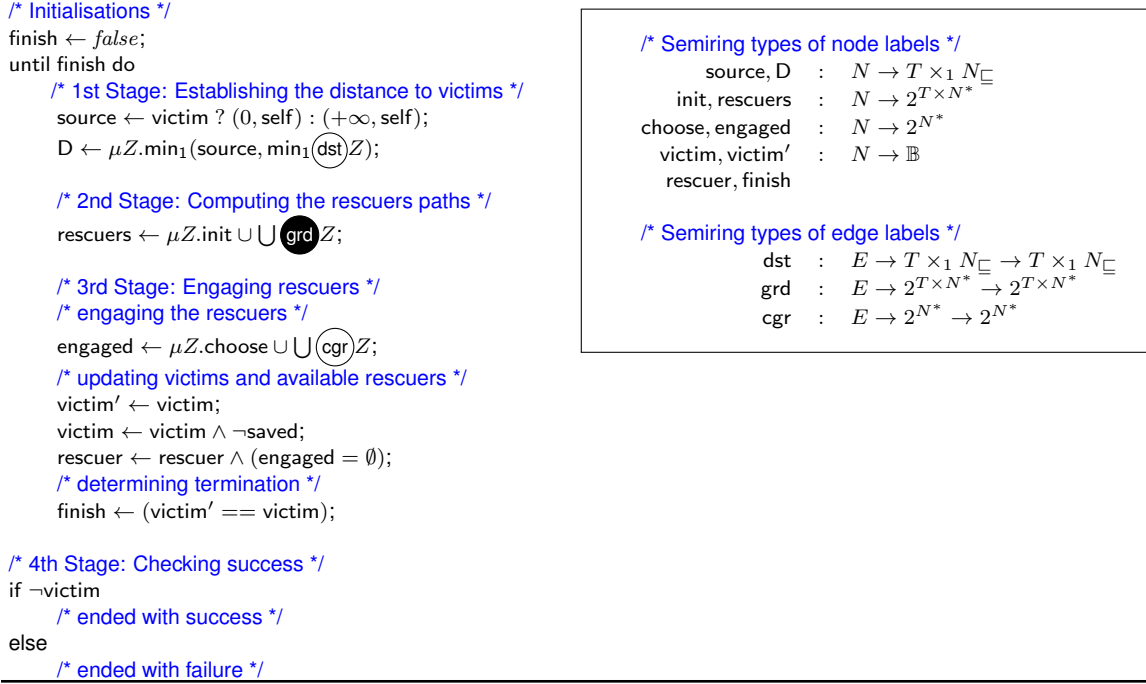 /* Initialisations */
finish ← false;
until finish do
/* 1st Stage: Establishing the distance to victims */
source ← victim ? (0, self) : (+∞, self);
D ← μZ.min₁(source, min₁ dst Z);
/* 2nd Stage: Computing the rescuers paths */
rescuers ← μZ.init ∪ ⋃ grd Z;
/* 3rd Stage: Engaging rescuers */
/* engaging the rescuers */
engaged ← μZ.choose ∪ ⋃ cgr Z;
/* updating victims and available rescuers */
victim′ ← victim;
victim ← victim ∧ ¬saved;
rescuer ← rescuer ∧ (engaged = ∅);
/* determining termination */
finish ← (victim′ == victim);
/* 4th Stage: Checking success */
if ¬victim
/* ended with success */
else
/* ended with failure */
/* Semiring types of node labels */
source, D : N → T ×₁ N⊑
init, rescuers : N → 2^{T×N*}
choose, engaged : N → 2^{N*}
victim, victim′ : N → 𝔹
rescuer, finish
/* Semiring types of edge labels */
dst : E → T ×₁ N⊑ → T ×₁ N⊑
grd : E → 2^{T×N*} → 2^{T×N*}
cgr : E → 2^{N*} → 2^{N*}